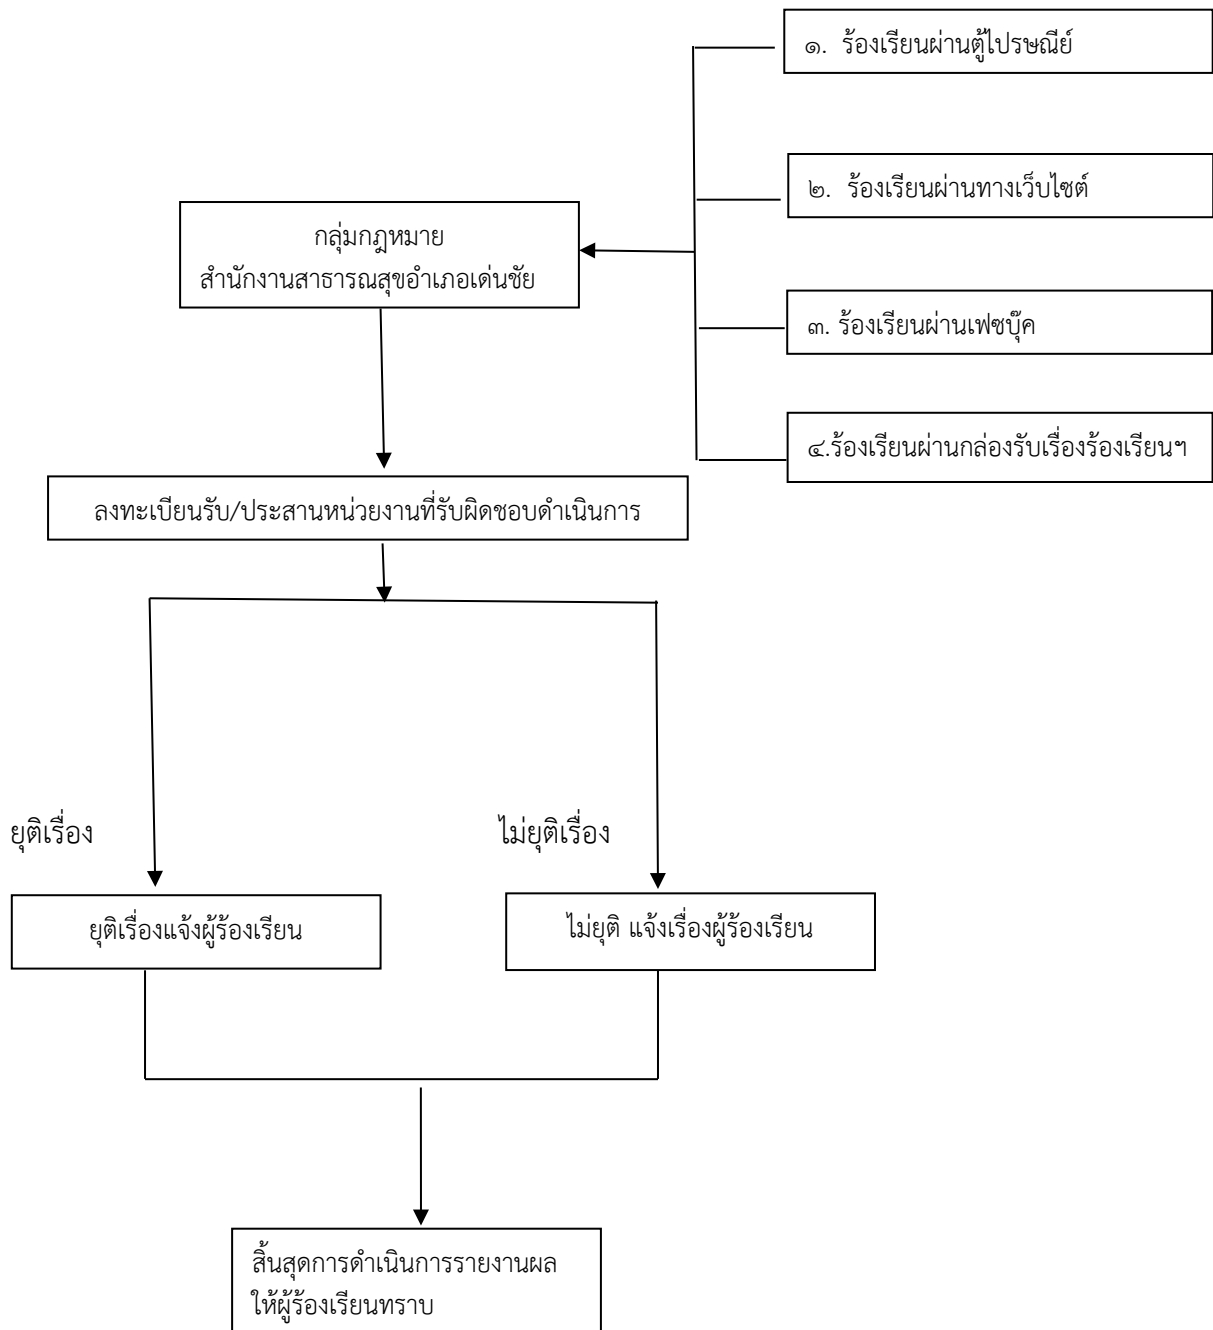 ๑. ร้องเรียนผ่านตู้ไปรษณีย์
๒. ร้องเรียนผ่านทางเว็บไซต์
กลุ่มกฎหมาย
สำนักงานสาธารณสุขอำเภอเด่นชัย
๓. ร้องเรียนผ่านเฟซบุ๊ค
๔.ร้องเรียนผ่านกล่องรับเรื่องร้องเรียนฯ
ลงทะเบียนรับ/ประสานหน่วยงานที่รับผิดชอบดำเนินการ
ยุติเรื่อง
ไม่ยุติเรื่อง
ยุติเรื่องแจ้งผู้ร้องเรียน
ไม่ยุติ แจ้งเรื่องผู้ร้องเรียน
สิ้นสุดการดำเนินการรายงานผล
ให้ผู้ร้องเรียนทราบ